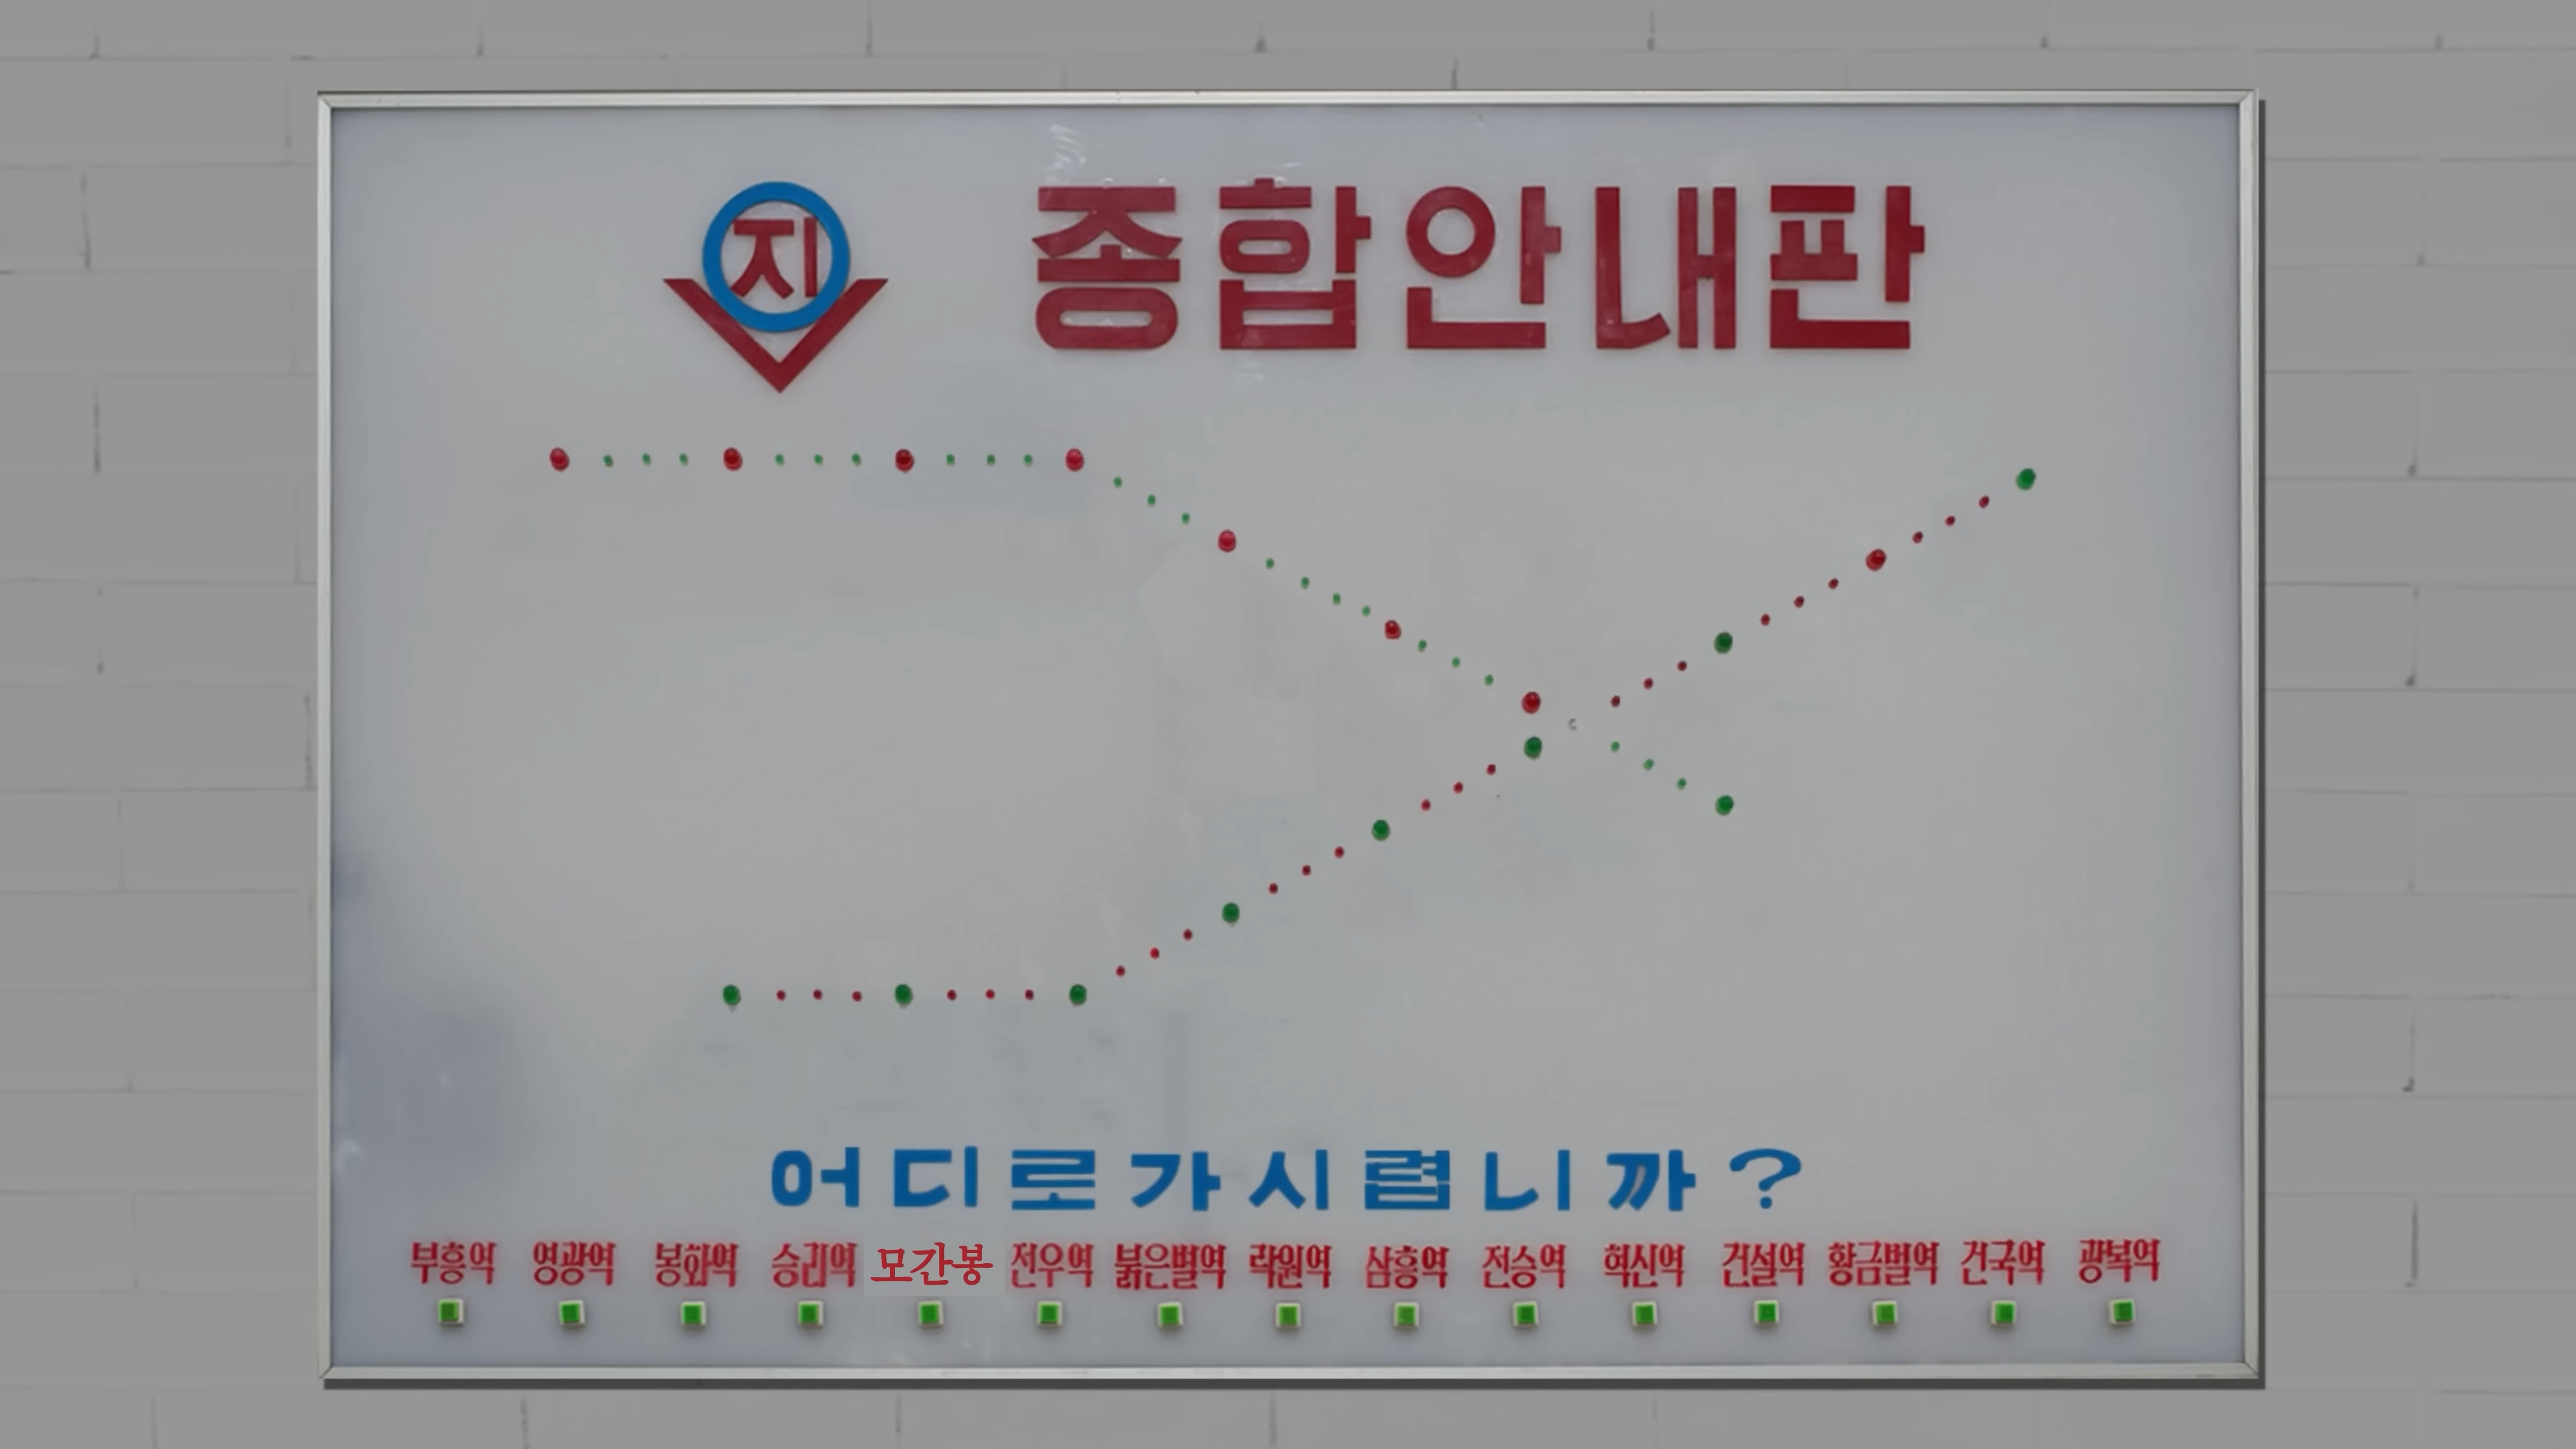 지 종합안내판
어디로가시렵니까?
부흥역 영광역 봉화역 승리역 모간봉 전우역 붉은별역 락원역 삼흥역 전승역 혁신역 건설역 황금벌역 건국역 광복역